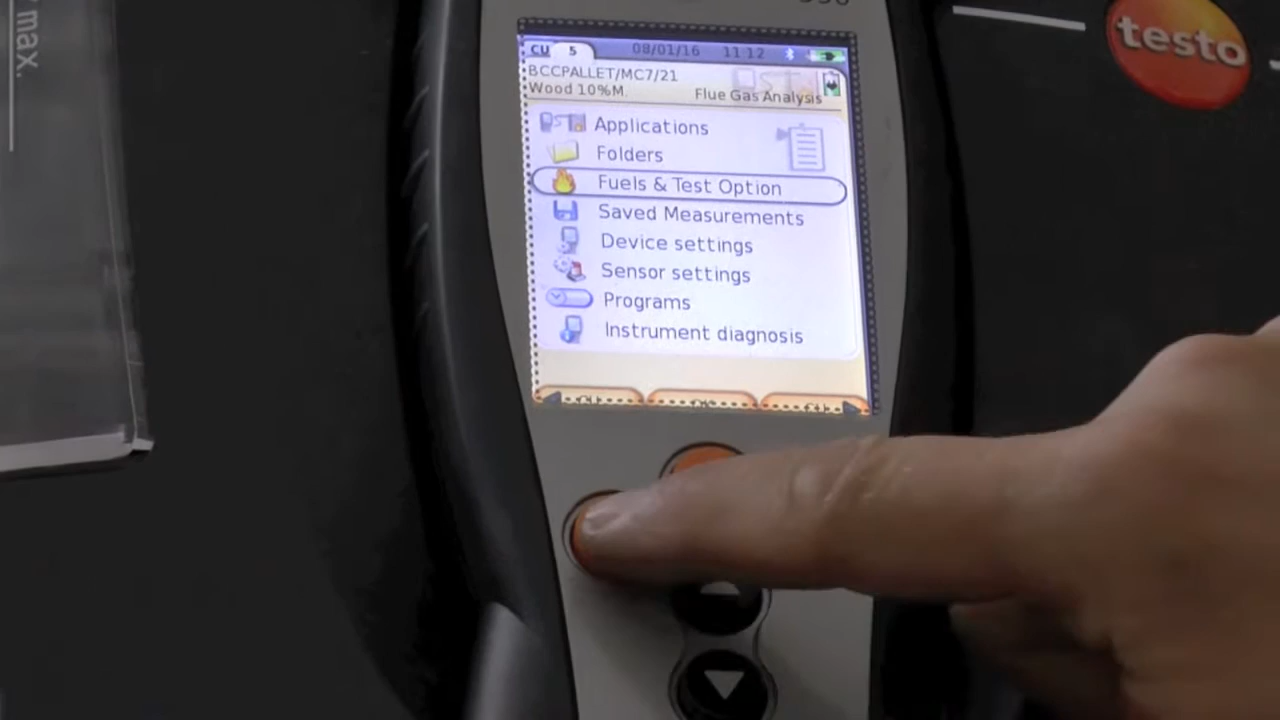 max.
testo
CU 5 08/01/16 11:12
BCCPALLET/MC7/21
Wood 10%M. Flue Gas Analysis
Applications
Folders
Fuels & Test Option
Saved Measurements
Device settings
Sensor settings
Programs
Instrument diagnosis